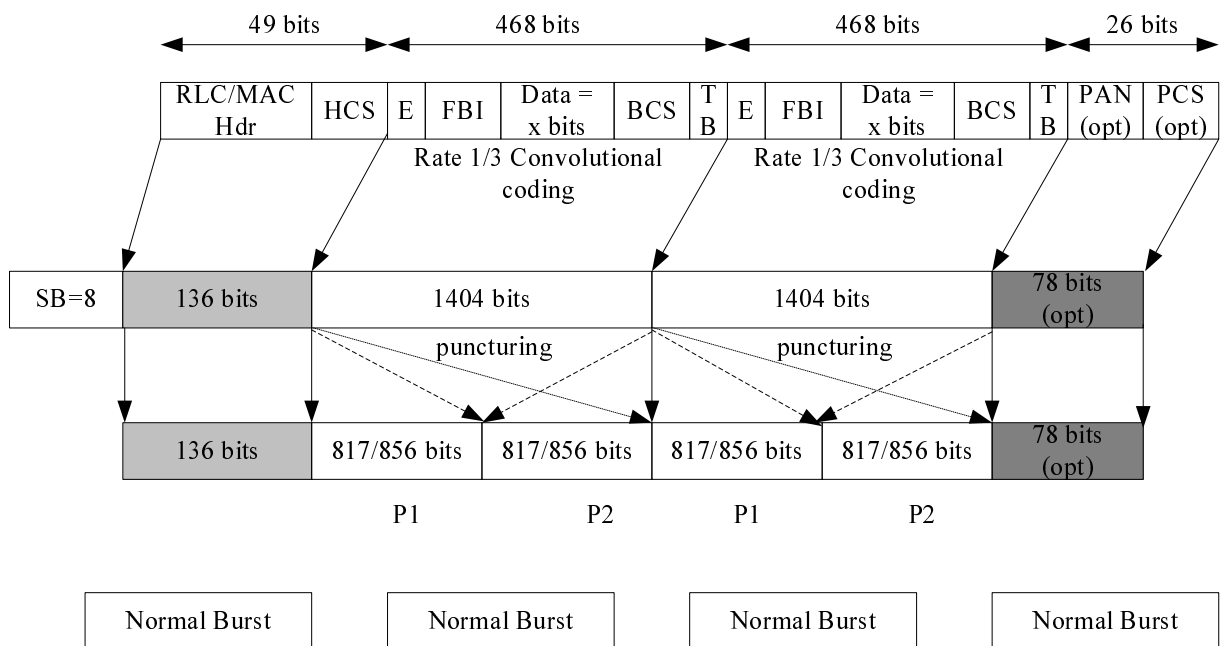 49 bits 468 bits 468 bits 26 bits
RLC/MAC Hdr HCS E FBI Data = x bits BCS T B E FBI Data = x bits BCS T B PAN (opt) PCS (opt)
Rate 1/3 Convolutional coding Rate 1/3 Convolutional coding
SB=8 136 bits 1404 bits 1404 bits 78 bits (opt)
puncturing puncturing
136 bits 817/856 bits 817/856 bits 817/856 bits 817/856 bits 78 bits (opt)
P1 P2 P1 P2
Normal Burst Normal Burst Normal Burst Normal Burst